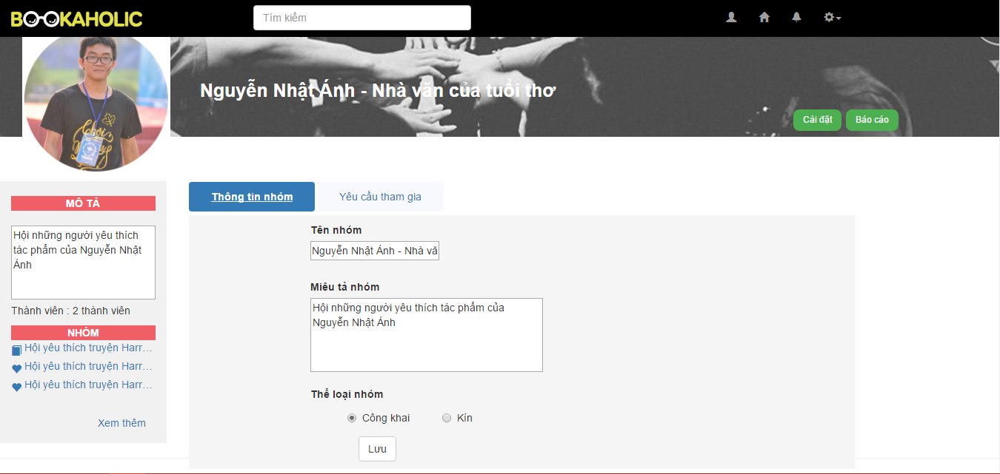 BOOKAHOLIC
Tìm kiếm
Nguyễn Nhật Ánh - Nhà văn của tuổi thơ
Cài đặt
Báo cáo
MÔ TẢ
Hội những người yêu thích
tác phẩm của Nguyễn Nhật
Ánh
Thành viên : 2 thành viên
NHÓM
Hội yêu thích truyện Harr...
Hội yêu thích truyện Harr...
Hội yêu thích truyện Harr...
Xem thêm
Thông tin nhóm
Yêu cầu tham gia
Tên nhóm
Nguyễn Nhật Ánh - Nhà vă
Miêu tả nhóm
Hội những người yêu thích tác phẩm của
Nguyễn Nhật Ánh
Thể loại nhóm
Công khai
Kín
Lưu